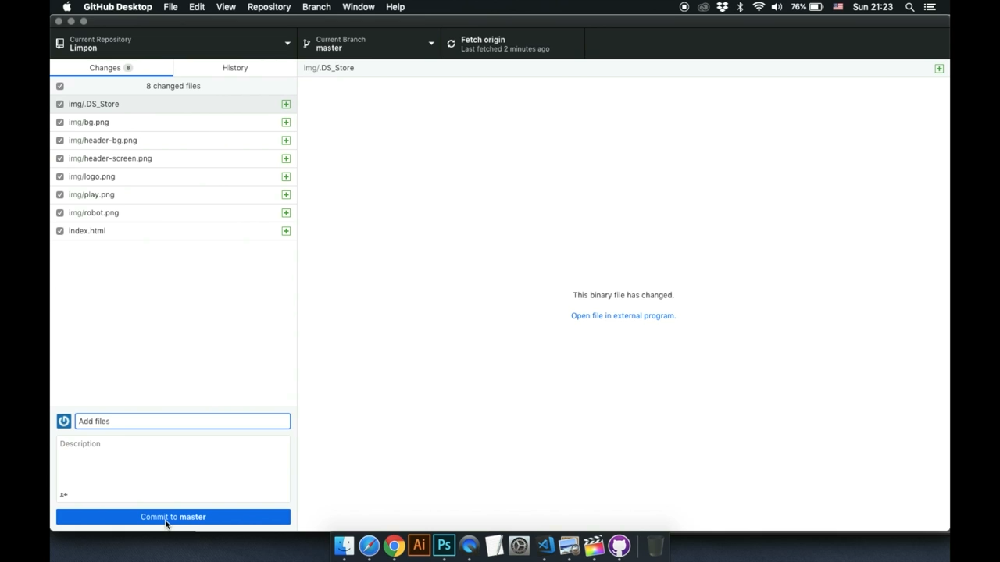 GitHub Desktop File Edit View Repository Branch Window Help 76% Sun 21:23
Current Repository
Limpon
Current Branch
master
Fetch origin
Last fetched 2 minutes ago
Changes 8
History
img/.DS_Store
8 changed files
img/.DS_Store
img/bg.png
img/header-bg.png
img/header-screen.png
img/logo.png
img/play.png
img/robot.png
index.html
This binary file has changed.
Open file in external program.
Add files
Description
Commit to master
Ai Ps